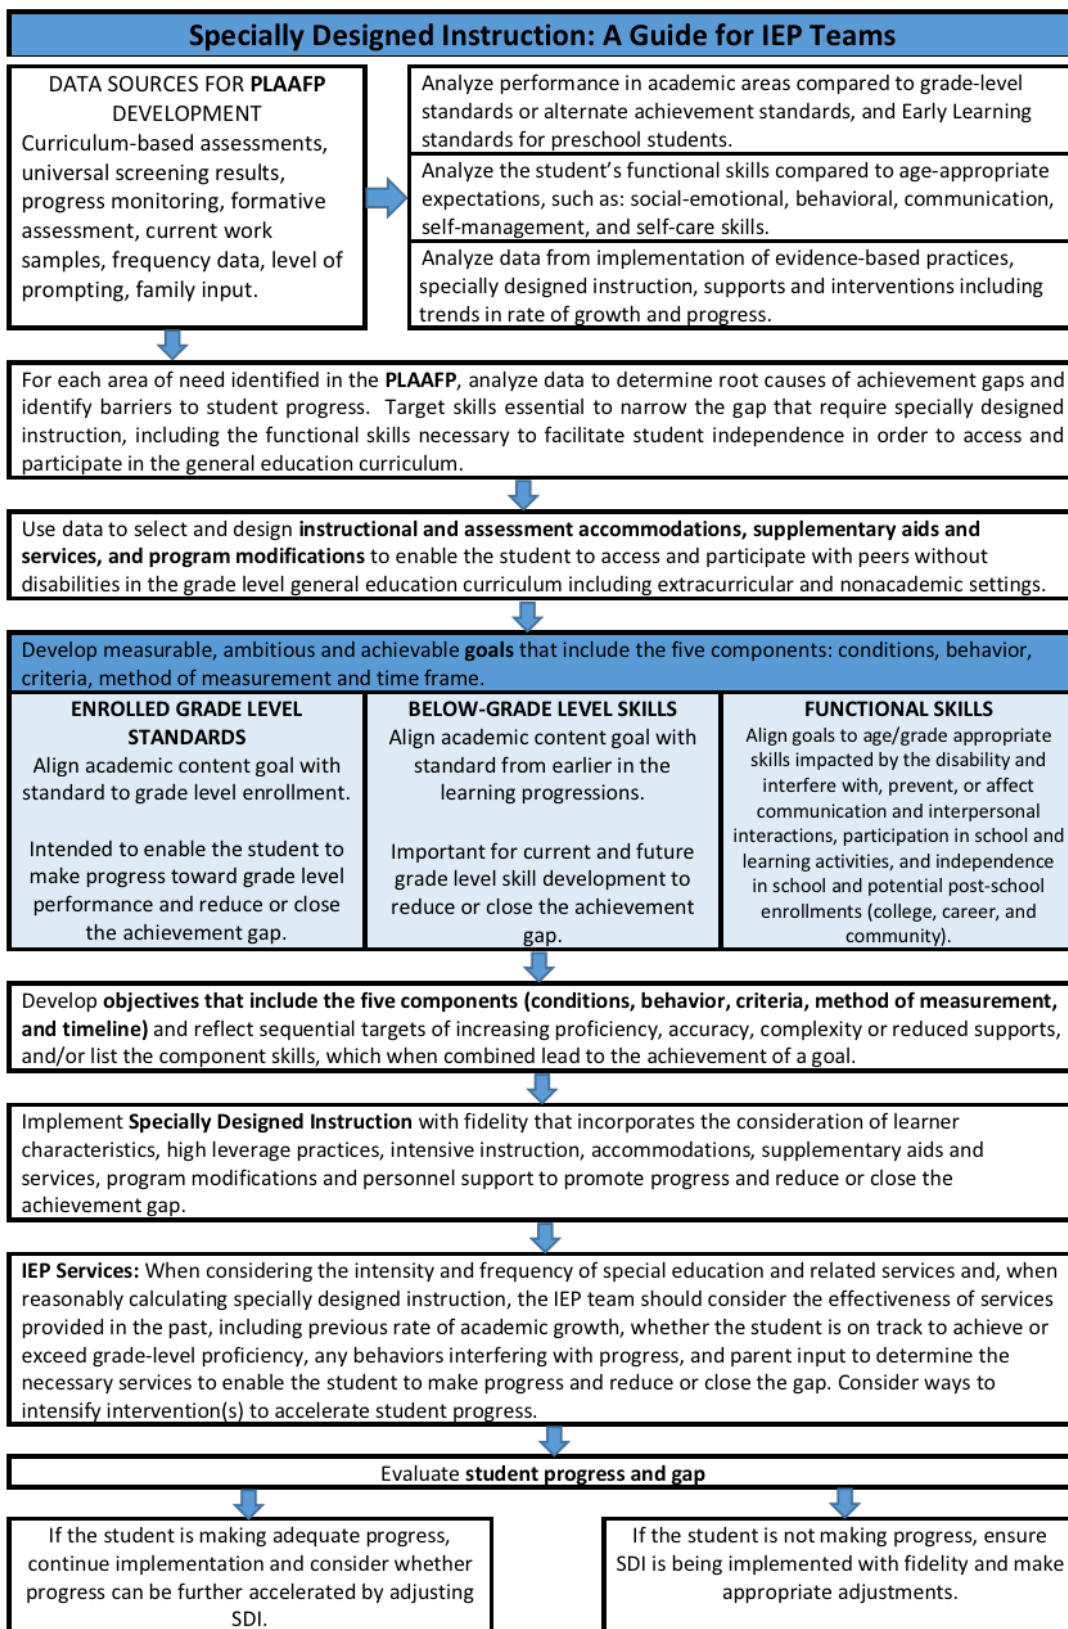 Specially Designed Instruction: A Guide for IEP Teams
DATA SOURCES FOR PLAAFP
DEVELOPMENT
Curriculum-based assessments,
universal screening results,
progress monitoring, formative
assessment, current work
samples, frequency data, level of
prompting, family input.
Analyze performance in academic areas compared to grade-level
standards or alternate achievement standards, and Early Learning
standards for preschool students.
Analyze the student's functional skills compared to age-appropriate
expectations, such as: social-emotional, behavioral, communication,
self-management, and self-care skills.
Analyze data from implementation of evidence-based practices,
specially designed instruction, supports and interventions including
trends in rate of growth and progress.
For each area of need identified in the PLAAFP, analyze data to determine root causes of achievement gaps and
identify barriers to student progress. Target skills essential to narrow the gap that require specially designed
instruction, including the functional skills necessary to facilitate student independence in order to access and
participate in the general education curriculum.
Use data to select and design instructional and assessment accommodations, supplementary aids and
services, and program modifications to enable the student to access and participate with peers without
disabilities in the grade level general education curriculum including extracurricular and nonacademic settings.
Develop measurable, ambitious and achievable goals that include the five components: conditions, behavior,
criteria, method of measurement and time frame.
ENROLLED GRADE LEVEL
STANDARDS
Align academic content goal with
standard to grade level enrollment.
Intended to enable the student to
make progress toward grade level
performance and reduce or close
the achievement gap.
BELOW-GRADE LEVEL SKILLS
Align academic content goal with
standard from earlier in the
learning progressions.
Important for current and future
grade level skill development to
reduce or close the achievement
gap.
FUNCTIONAL SKILLS
Align goals to age/grade appropriate
skills impacted by the disability and
interfere with, prevent, or affect
communication and interpersonal
interactions, participation in school and
learning activities, and independence
in school and potential post-school
enrollments (college, career, and
community).
Develop objectives that include the five components (conditions, behavior, criteria, method of measurement,
and timeline) and reflect sequential targets of increasing proficiency, accuracy, complexity or reduced supports,
and/or list the component skills, which when combined lead to the achievement of a goal.
Implement Specially Designed Instruction with fidelity that incorporates the consideration of learner
characteristics, high leverage practices, intensive instruction, accommodations, supplementary aids and
services, program modifications and personnel support to promote progress and reduce or close the
achievement gap.
IEP Services: When considering the intensity and frequency of special education and related services and, when
reasonably calculating specially designed instruction, the IEP team should consider the effectiveness of services
provided in the past, including previous rate of academic growth, whether the student is on track to achieve or
exceed grade-level proficiency, any behaviors interfering with progress, and parent input to determine the
necessary services to enable the student to make progress and reduce or close the gap. Consider ways to
intensify intervention(s) to accelerate student progress.
Evaluate student progress and gap
If the student is making adequate progress,
continue implementation and consider whether
progress can be further accelerated by adjusting
SDI.
If the student is not making progress, ensure
SDI is being implemented with fidelity and make
appropriate adjustments.